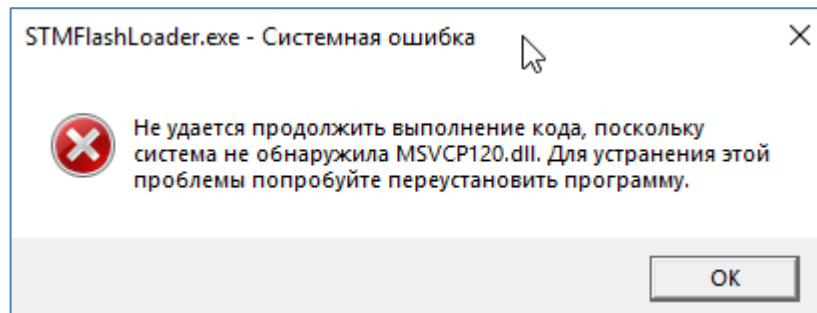 STMFlashLoader.exe - Системная ошибка
Не удается продолжить выполнение кода, поскольку
система не обнаружила MSVCP120.dll. Для устранения этой
проблемы попробуйте переустановить программу.
OK